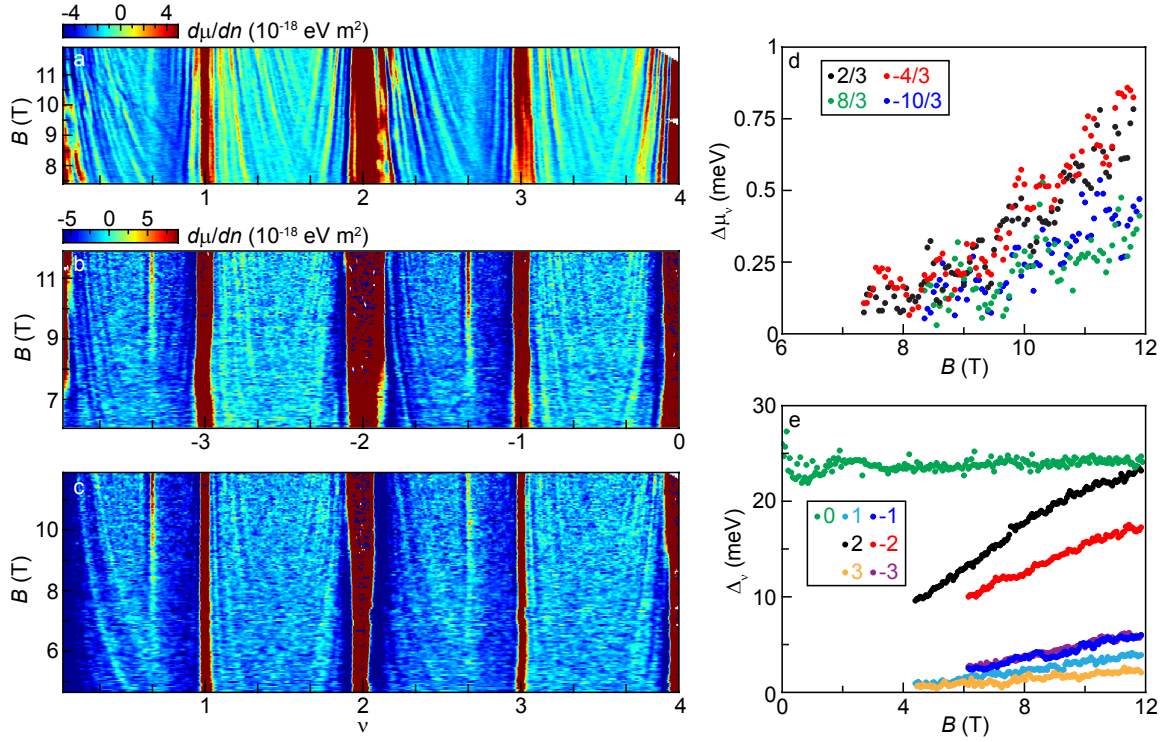 -4 0 4 dμ/dn (10⁻¹⁸ eV m²)
a
B (T)
11
10
9
8
1 2 3 4
-5 0 5 dμ/dn (10⁻¹⁸ eV m²)
b
B (T)
11
9
7
-3 -2 -1 0
c
B (T)
10
8
6
1 2 3 4
ν
d
2/3 -4/3
8/3 -10/3
Δμᵥ (meV)
1
0.75
0.5
0.25
0
6 8 10 12
B (T)
e
0 1 -1
2 -2
3 -3
Δᵥ (meV)
30
20
10
0
0 4 8 12
B (T)